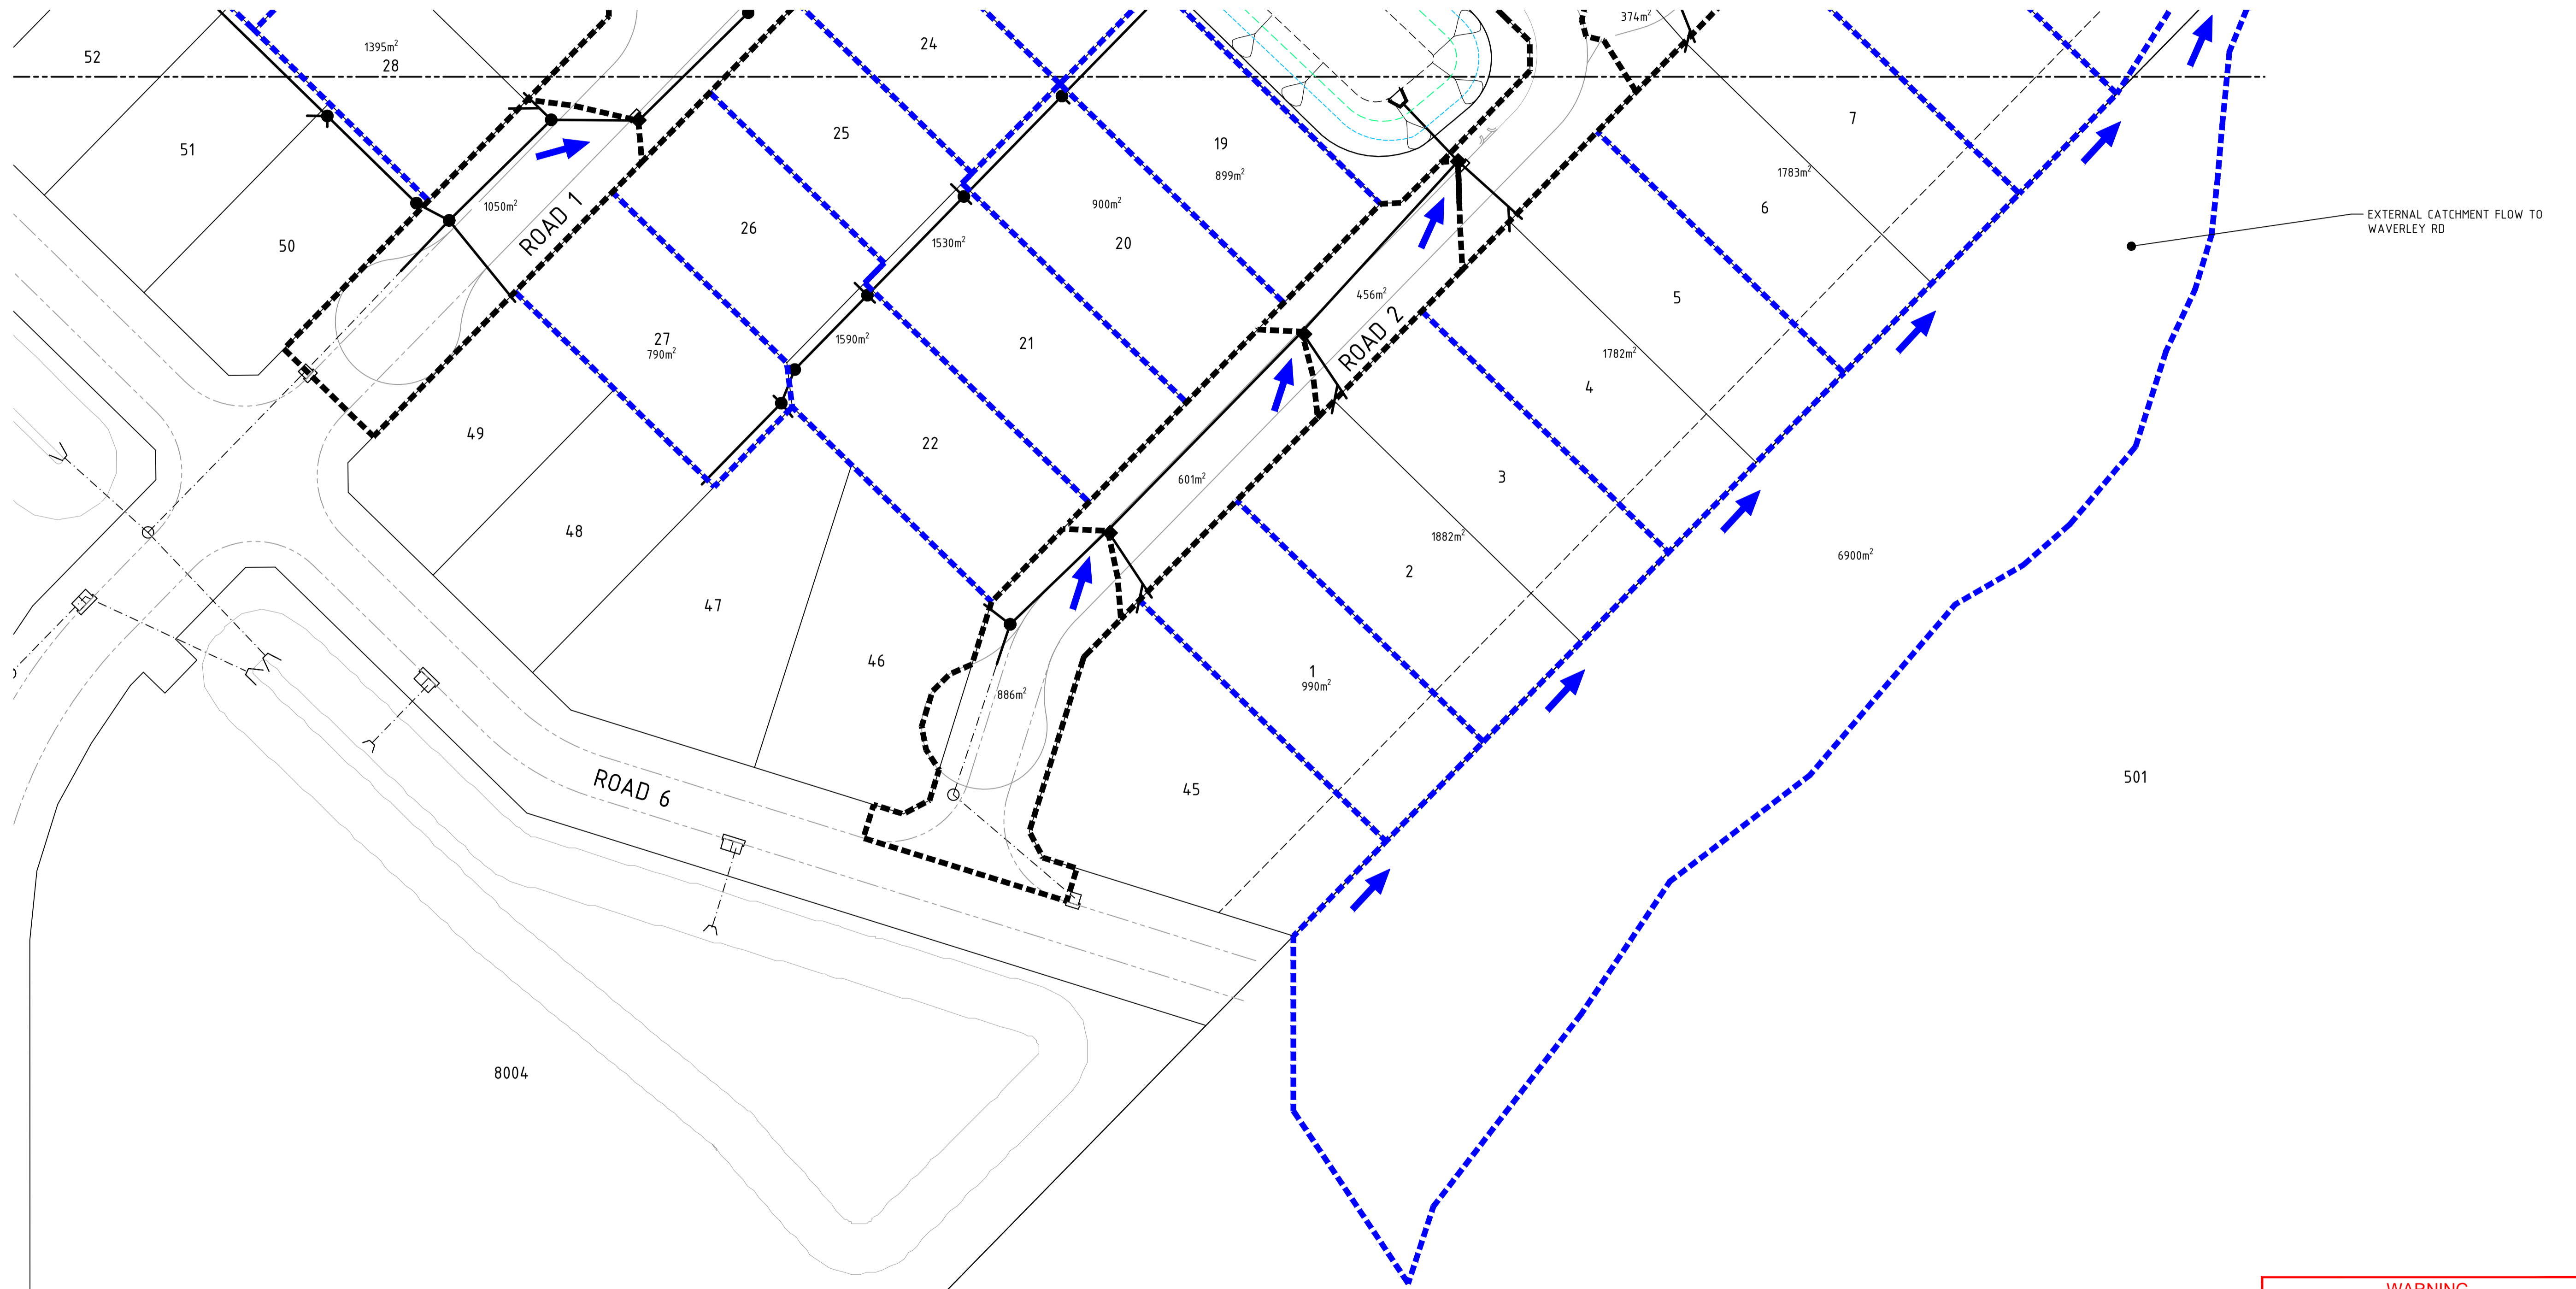 374m²
1395m²
52
28
24
7
25
19
51
1783m²
899m²
1050m²
900m²
6
EXTERNAL CATCHMENT FLOW TO
WAVERLEY RD
ROAD 1
26
50
1530m²
20
456m²
5
27
790m²
1590m²
21
ROAD 2
1782m²
4
49
22
601m²
3
48
1882m²
2
6900m²
47
46
1
990m²
886m²
501
ROAD 6
45
8004
WARNING